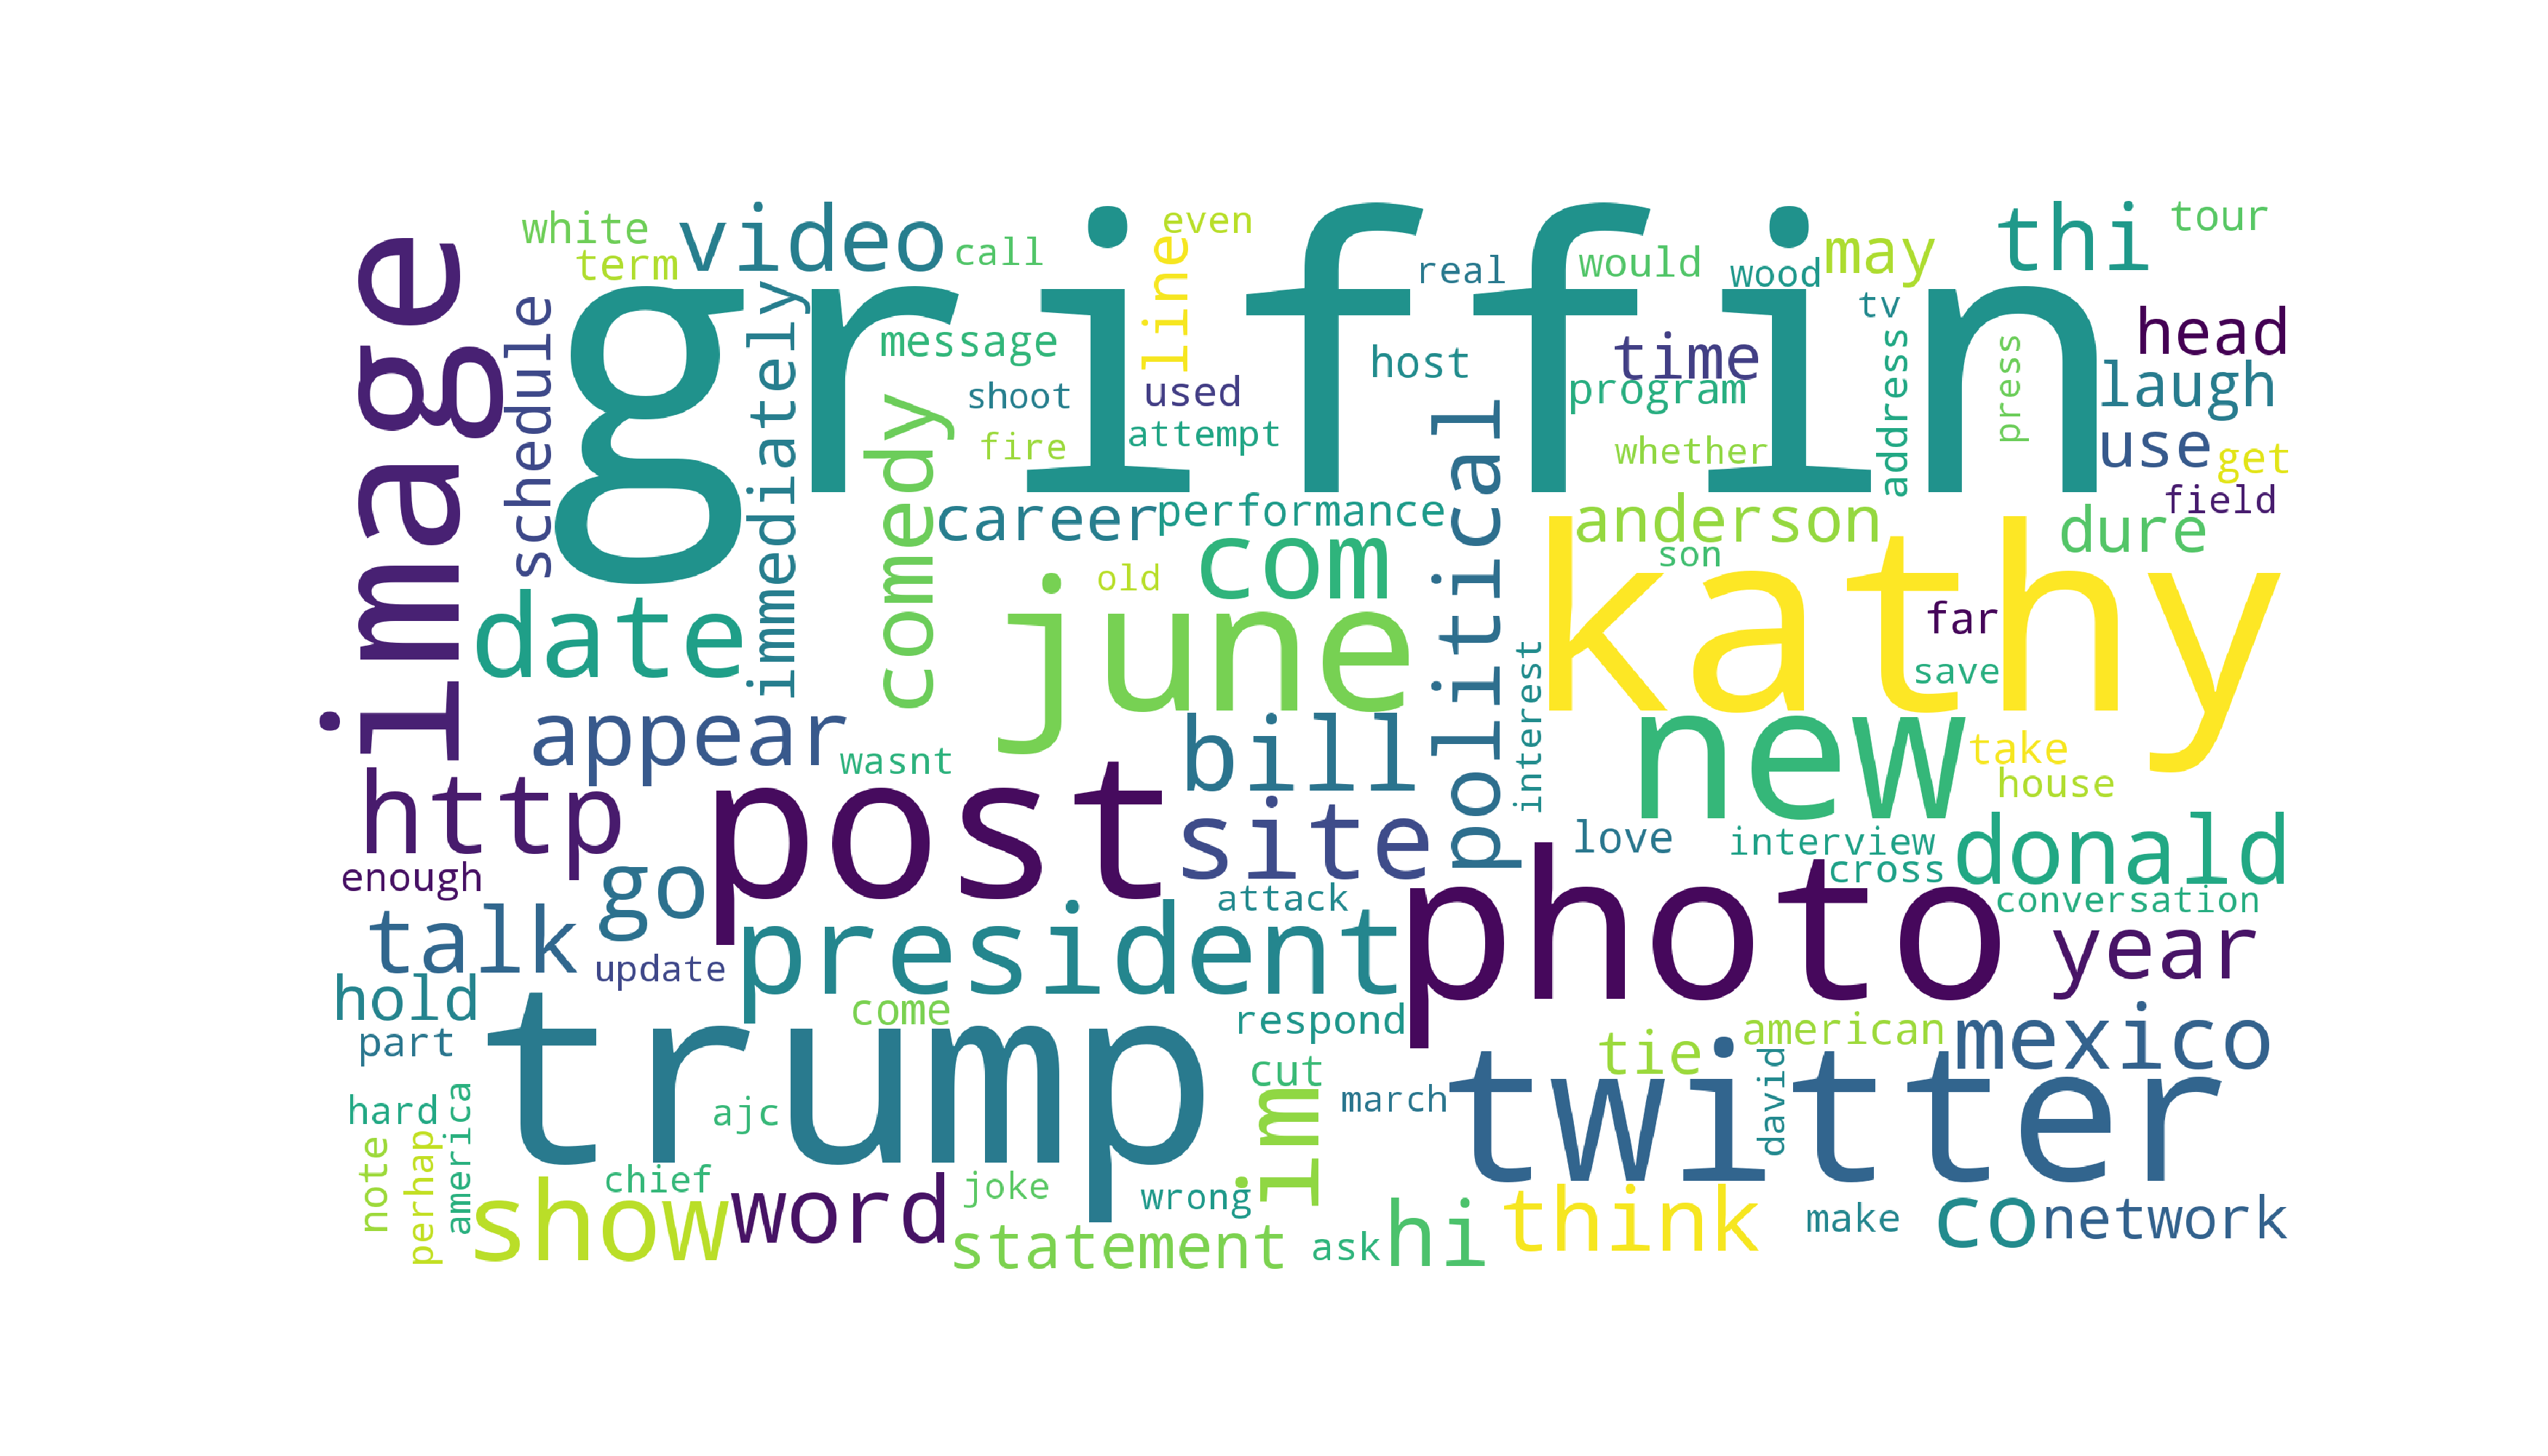 griffin
kathy
image
white
term
video
call
even
line
real
would
wood
may
thi
tour
tv
head
schedule
immediately
message
host
time
program
address
press
laugh
shoot
used
fire
attempt
whether
use
get
field
comedy
career
performance
political
anderson
son
dure
date
june
old
com
far
save
interest
appear
wasnt
bill
new
take
house
http
post
site
love
interview
cross
donald
enough
go
attack
photo
conversation
talk
update
president
year
hold
part
come
respond
tie
american
mexico
trump
twitter
cut
im
march
david
hard
america
note
perhap
ajc
chief
show
word
joke
wrong
statement
ask
hi
think
make
co
network